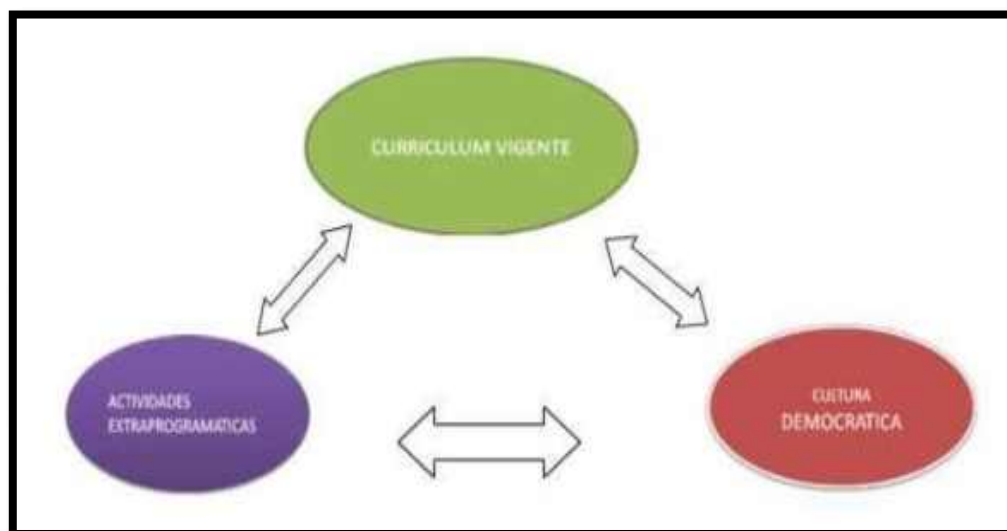 CURRICULUM VIGENTE
ACTIVIDADES
EXTRAPROGRAMATICAS
CULTURA
DEMOCRATICA